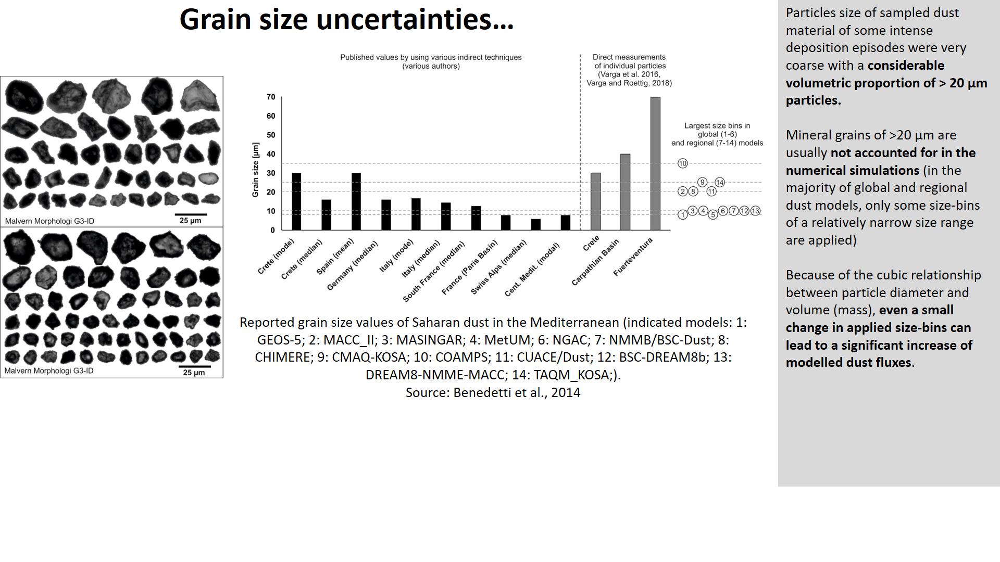 Grain size uncertainties...
Malvern Morphologi G3-ID
25 µm
Malvern Morphologi G3-ID
25 µm
Published values by using various indirect techniques
(various authors)
Direct measurements
of individual particles
(Varga et al. 2016,
Varga and Roettig, 2018)
Largest size bins in
global (1-6)
and regional (7-14) models
Grain size [µm]
70
60
50
40
30
20
10
0
10
9 14
2 8 11
1 3 4 5 6 7 12 13
Crete (mode)
Crete (median)
Spain (mean)
Germany (median)
Italy (mode)
Italy (median)
South France (median)
France (Paris Basin)
Swiss Alps (median)
Cent. Medit. (modal)
Crete
Carpathian Basin
Fuerteventura
Reported grain size values of Saharan dust in the Mediterranean (indicated models: 1:
GEOS-5; 2: MACC_II; 3: MASINGAR; 4: MetUM; 6: NGAC; 7: NMMB/BSC-Dust; 8:
CHIMERE; 9: CMAQ-KOSA; 10: COAMPS; 11: CUACE/Dust; 12: BSC-DREAM8b; 13:
DREAM8-NMME-MACC; 14: TAQM_KOSA;).
Source: Benedetti et al., 2014
Particles size of sampled dust
material of some intense
deposition episodes were very
coarse with a considerable
volumetric proportion of > 20 µm
particles.
Mineral grains of >20 µm are
usually not accounted for in the
numerical simulations (in the
majority of global and regional
dust models, only some size-bins
of a relatively narrow size range
are applied)
Because of the cubic relationship
between particle diameter and
volume (mass), even a small
change in applied size-bins can
lead to a significant increase of
modelled dust fluxes.